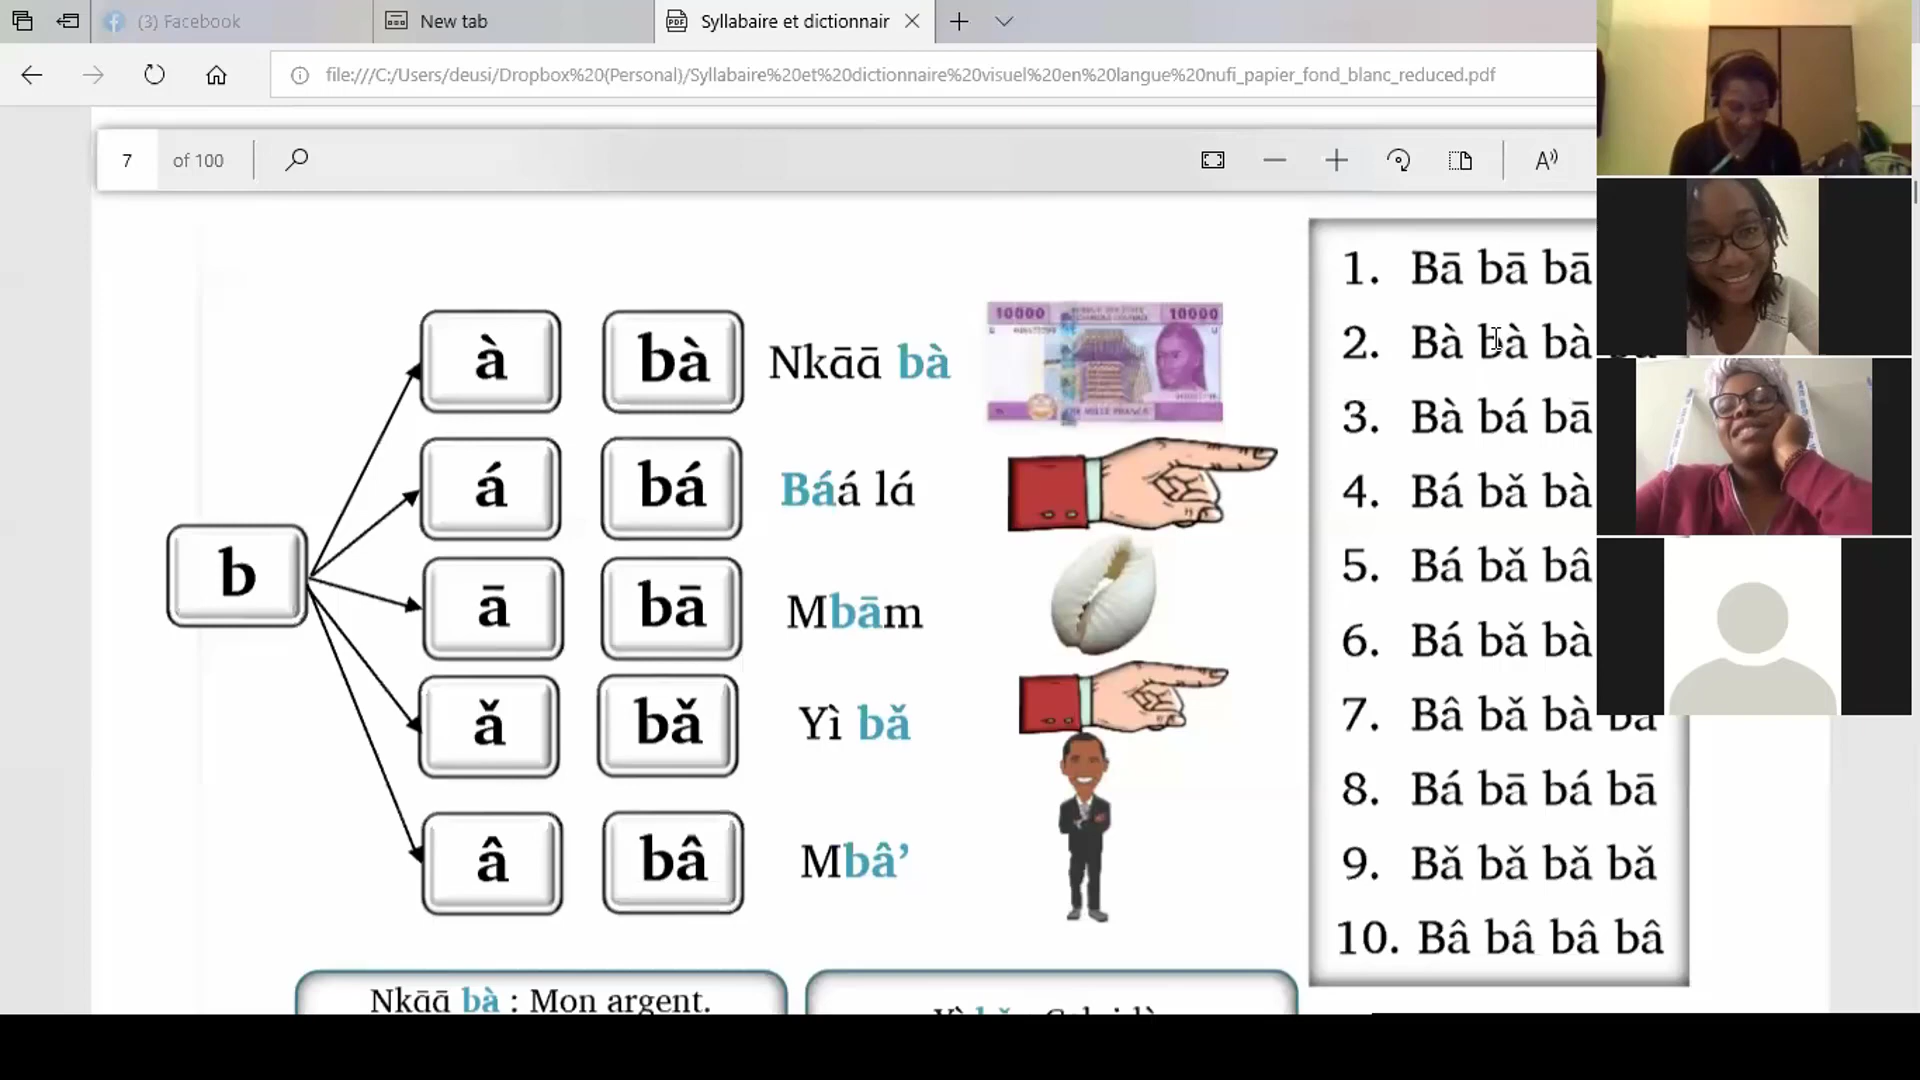 (3) Facebook
New tab
Syllabaire et dictionnair
file:///C:/Users/deusi/Dropbox%20(Personal)/Syllabaire%20et%20dictionnaire%20visuel%20en%20langue%20nufi_papier_fond_blanc_reduced.pdf
7 of 100
b
à bà Nkāā bà
10000 10000
á bá Báá lá
ā bā Mbām
ǎ bǎ Yì bǎ
â bâ Mbâ’
1. Bā bā bā
2. Bà bà bà
3. Bà bá bā
4. Bá bǎ bà
5. Bá bǎ bâ
6. Bá bǎ bà
7. Bâ bǎ bà
8. Bá bā bá bā
9. Bǎ bǎ bǎ bǎ
10. Bâ bâ bâ bâ
Nkāā bà : Mon argent.